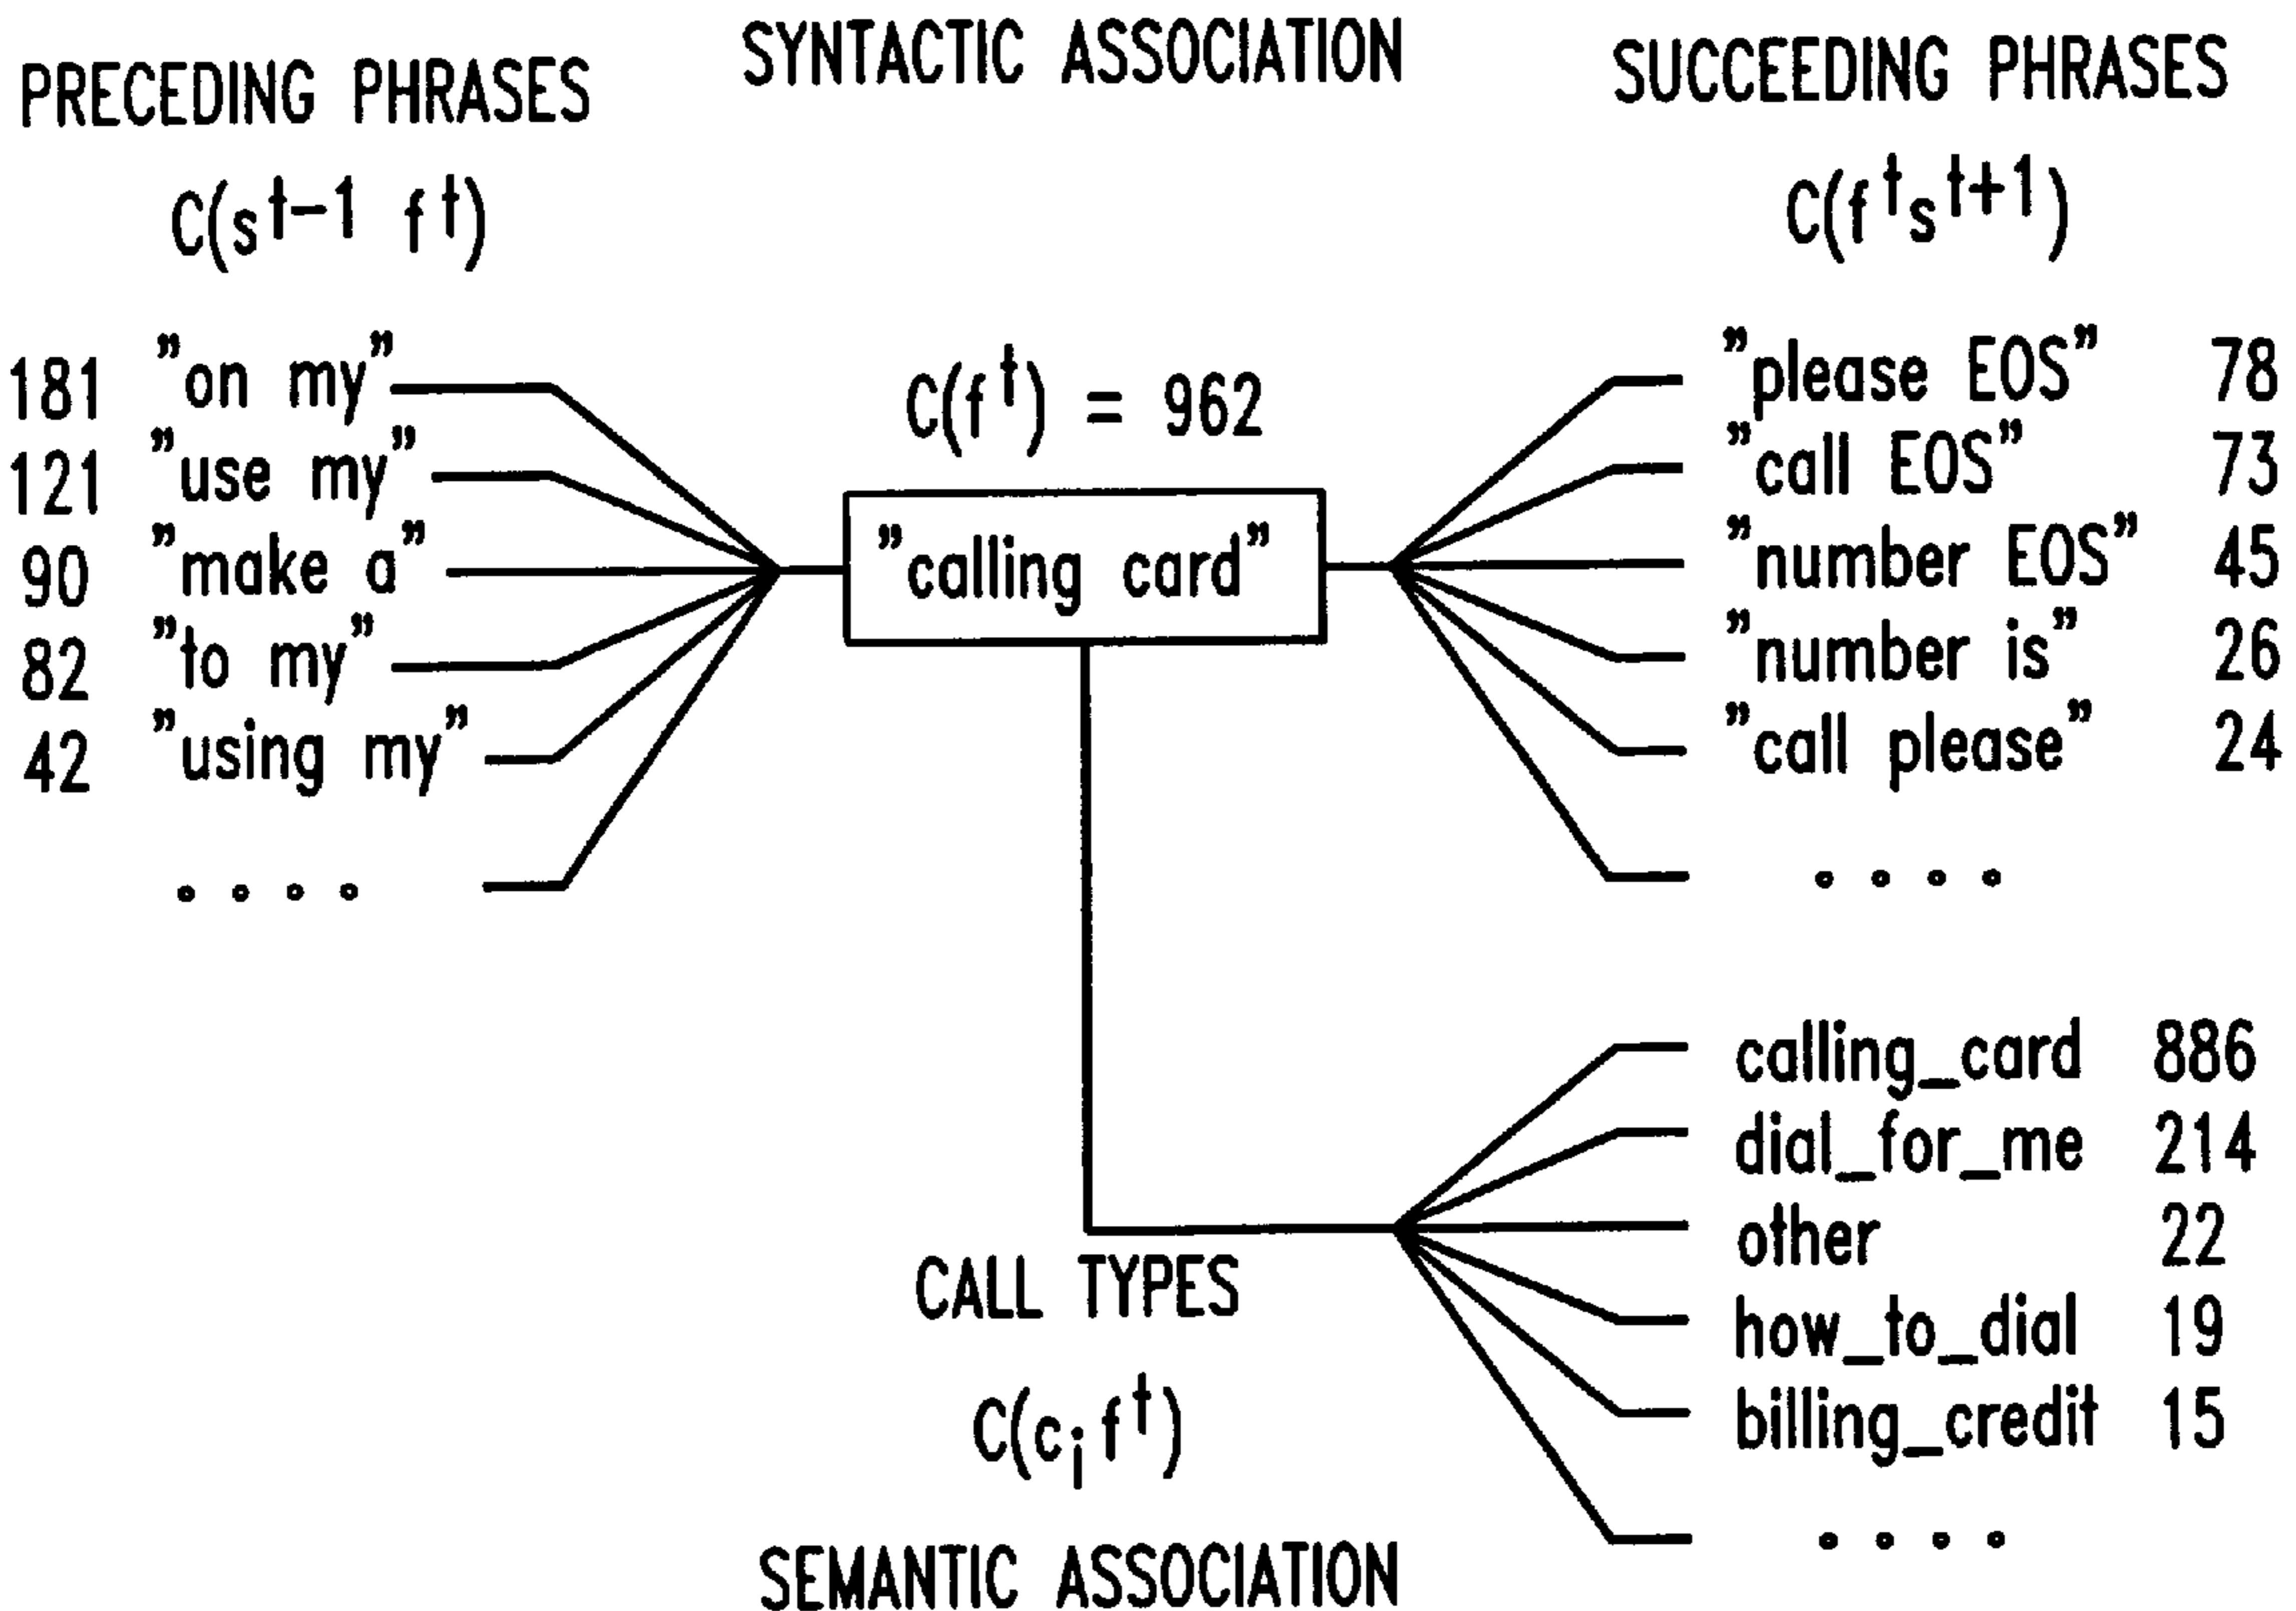 SYNTACTIC ASSOCIATION
PRECEDING PHRASES
C(s^{t-1} f^t)
181 "on my"
121 "use my"
90 "make a"
82 "to my"
42 "using my"
. . . .
C(f^t) = 962
"calling card"
SUCCEEDING PHRASES
C(f^t s^{t+1})
"please EOS" 78
"call EOS" 73
"number EOS" 45
"number is" 26
"call please" 24
. . . .
calling_card 886
dial_for_me 214
other 22
how_to_dial 19
billing_credit 15
. . . .
CALL TYPES
C(c_i f^t)
SEMANTIC ASSOCIATION